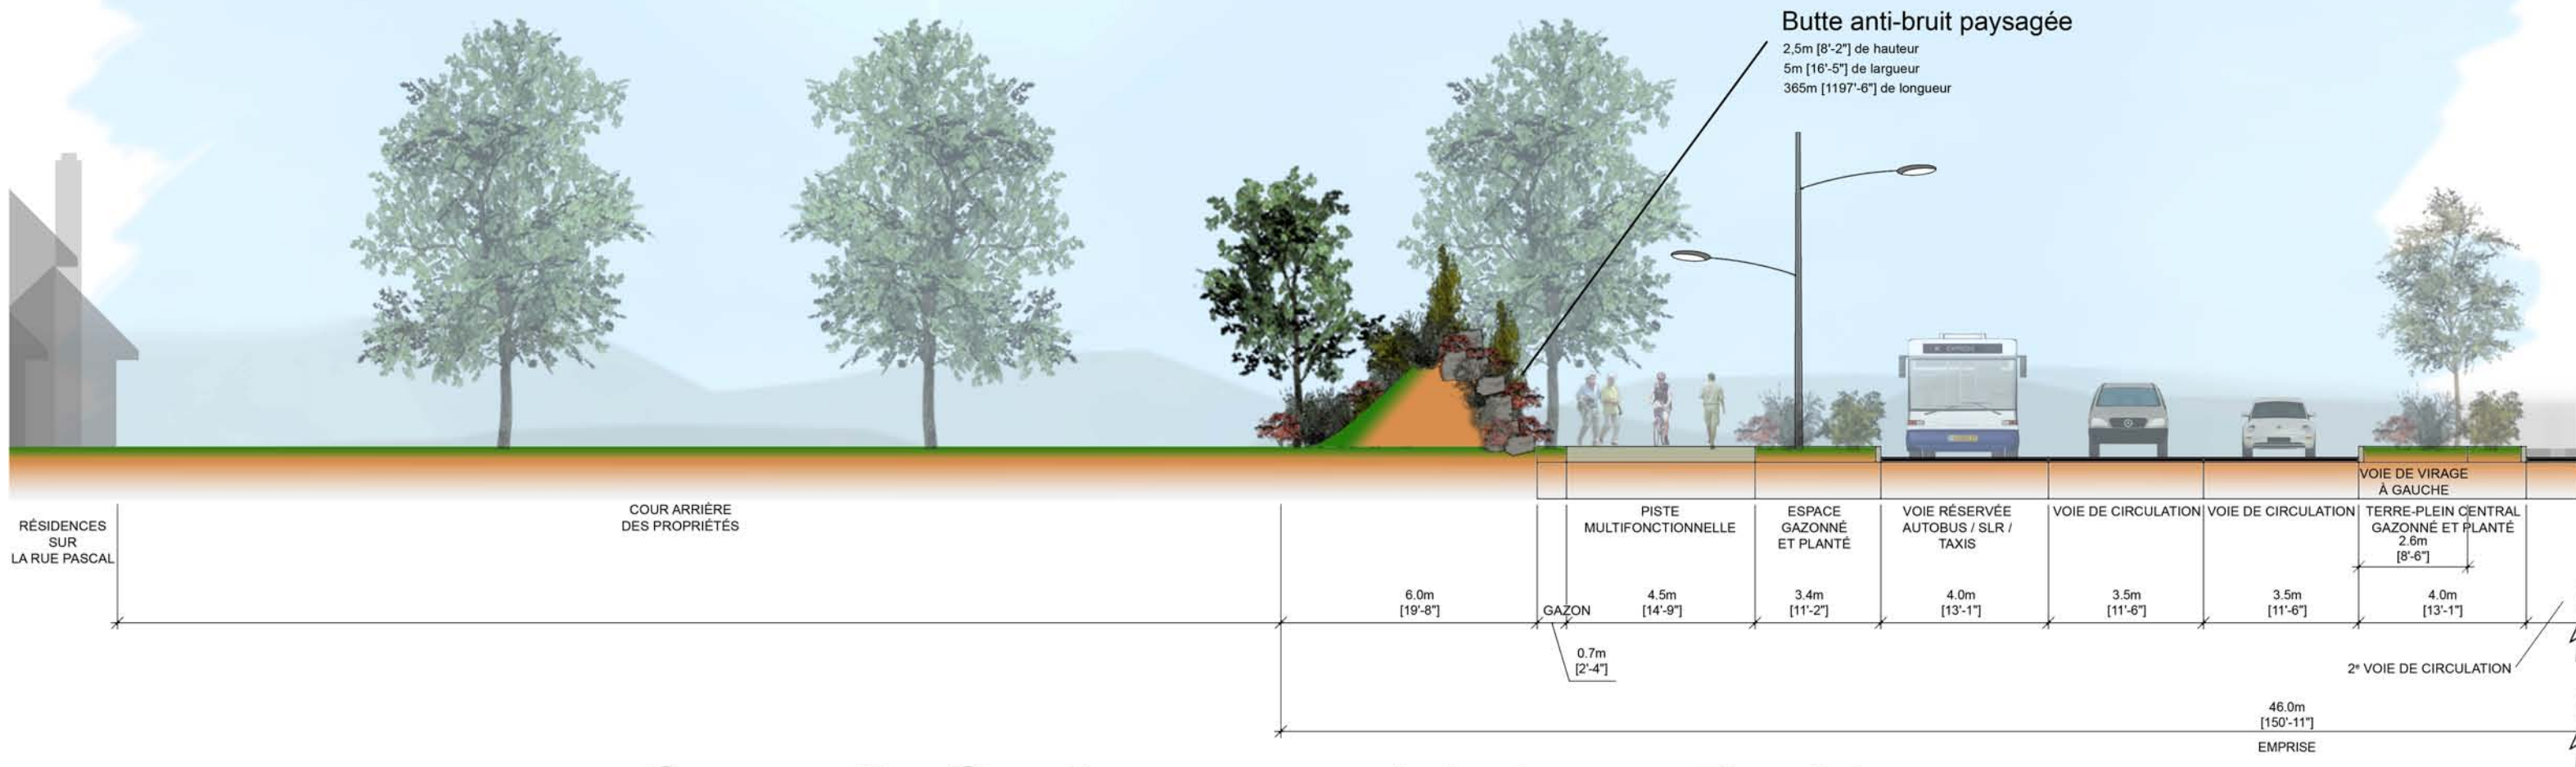 Butte anti-bruit paysagée
2,5m [8'-2"] de hauteur
5m [16'-5"] de largueur
365m [1197'-6"] de longueur
RÉSIDENCES
SUR
LA RUE PASCAL
COUR ARRIÈRE
DES PROPRIÉTÉS
PISTE
MULTIFONCTIONNELLE
ESPACE
GAZONNÉ
ET PLANTÉ
VOIE RÉSERVÉE
AUTOBUS / SLR /
TAXIS
VOIE DE CIRCULATION
VOIE DE CIRCULATION
VOIE DE VIRAGE
À GAUCHE
TERRE-PLEIN CENTRAL
GAZONNÉ ET PLANTÉ
2.6m
[8'-6"]
6.0m
[19'-8"]
GAZON
0.7m
[2'-4"]
4.5m
[14'-9"]
3.4m
[11'-2"]
4.0m
[13'-1"]
3.5m
[11'-6"]
3.5m
[11'-6"]
4.0m
[13'-1"]
2e VOIE DE CIRCULATION
46.0m
[150'-11"]
EMPRISE